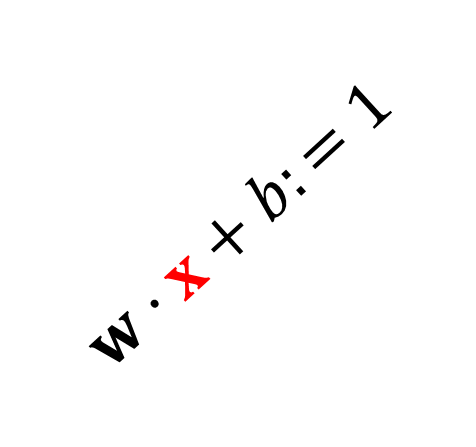 w · x + b := 1